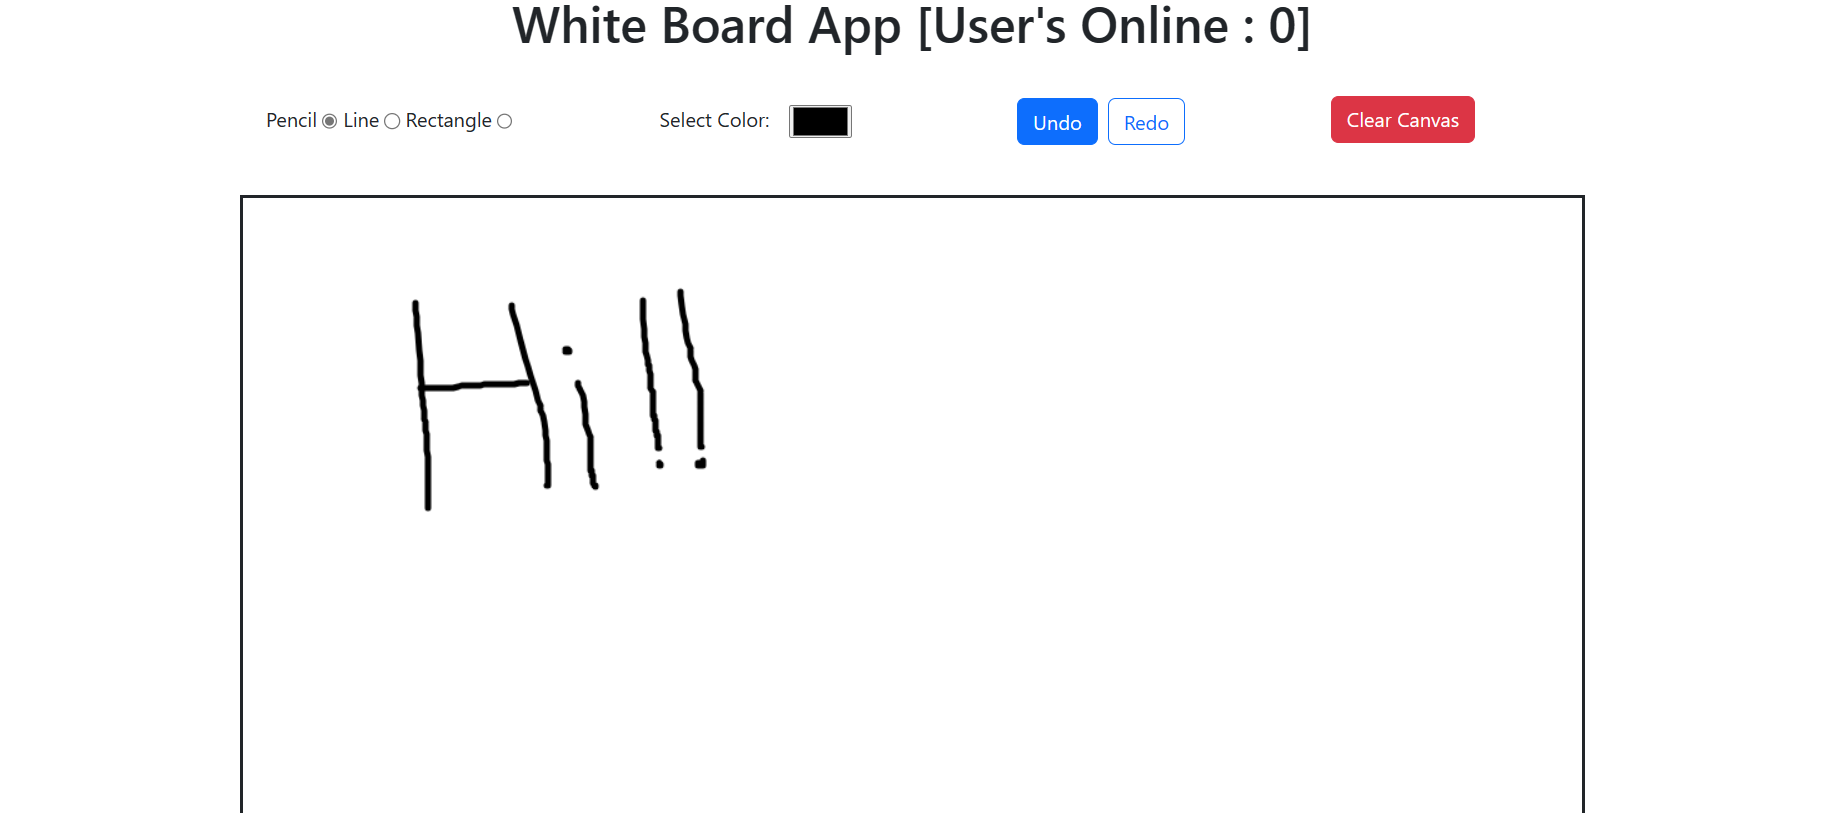 White Board App [User's Online : 0]
Pencil Line Rectangle Select Color: Undo Redo Clear Canvas
Hi!!